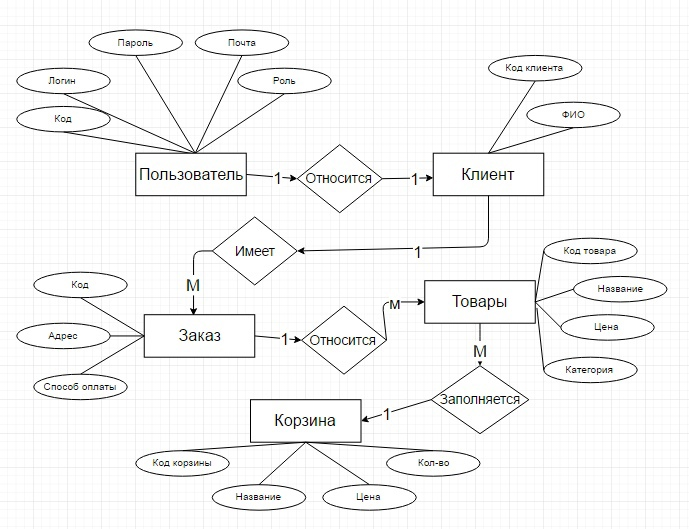 Пароль
Почта
Логин
Роль
Код
Код клиента
ФИО
Пользователь
1
Относится
1
Клиент
Имеет
1
М
Код товара
Название
Цена
Категория
Код
Адрес
Способ оплаты
Заказ
1
Относится
м
Товары
М
Заполняется
1
Корзина
Код корзины
Название
Цена
Кол-во